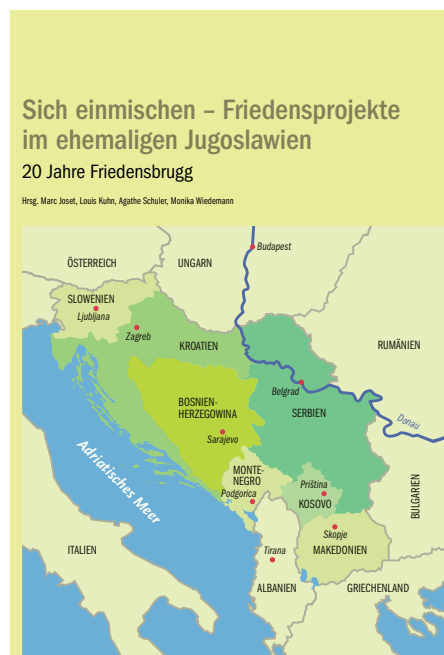 Sich einmischen – Friedensprojekte
im ehemaligen Jugoslawien
20 Jahre Friedensbrugg
Hrsg. Marc Joset, Louis Kuhn, Agathe Schuler, Monika Wiedemann
Budapest
ÖSTERREICH
UNGARN
SLOWENIEN
Ljubljana
Zagreb
KROATIEN
RUMÄNIEN
Belgrad
BOSNIEN-
HERZEGOWINA
SERBIEN
Donau
Sarajevo
Adriatisches Meer
MONTE-
NEGRO
Podgorica
Priština
KOSOVO
BULGARIEN
Skopje
MAKEDONIEN
ITALIEN
Tirana
ALBANIEN
GRIECHENLAND